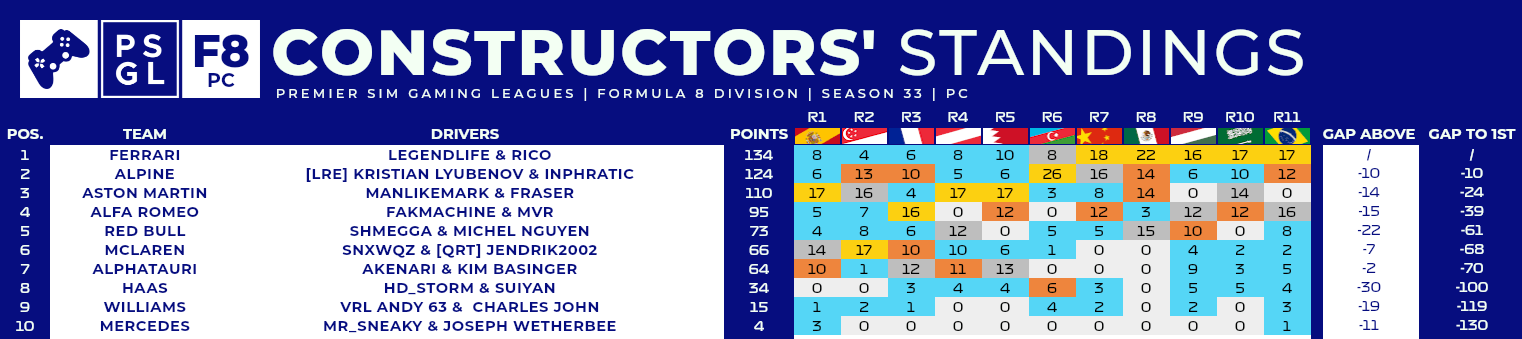 PS
GL
F8
PC
CONSTRUCTORS' STANDINGS
PREMIER SIM GAMING LEAGUES | FORMULA 8 DIVISION | SEASON 33 | PC
R1 R2 R3 R4 R5 R6 R7 R8 R9 R10 R11
POS. TEAM DRIVERS POINTS GAP ABOVE GAP TO 1ST
1 FERRARI LEGENDLIFE & RICO 134 8 4 6 8 10 8 18 22 16 17 17 / /
2 ALPINE [LRE] KRISTIAN LYUBENOV & INPHRATIC 124 6 13 10 5 6 26 16 14 6 10 12 -10 -10
3 ASTON MARTIN MANLIKEMARK & FRASER 110 17 16 4 17 17 3 8 14 0 14 0 -14 -24
4 ALFA ROMEO FAKMACHINE & MVR 95 5 7 16 0 12 0 12 3 12 12 16 -15 -39
5 RED BULL SHMEGGA & MICHEL NGUYEN 73 4 8 6 12 0 5 5 15 10 0 8 -22 -61
6 MCLAREN SNXWQZ & [QRT] JENDRIK2002 66 14 17 10 10 6 1 0 0 4 2 2 -7 -68
7 ALPHATAURI AKENARI & KIM BASINGER 64 10 1 12 11 13 0 0 0 9 3 5 -2 -70
8 HAAS HD_STORM & SUIYAN 34 0 0 3 4 4 6 3 0 5 5 4 -30 -100
9 WILLIAMS VRL ANDY 63 & CHARLES JOHN 15 1 2 1 0 0 4 2 0 2 0 3 -19 -119
10 MERCEDES MR_SNEAKY & JOSEPH WETHERBEE 4 3 0 0 0 0 0 0 0 0 0 1 -11 -130